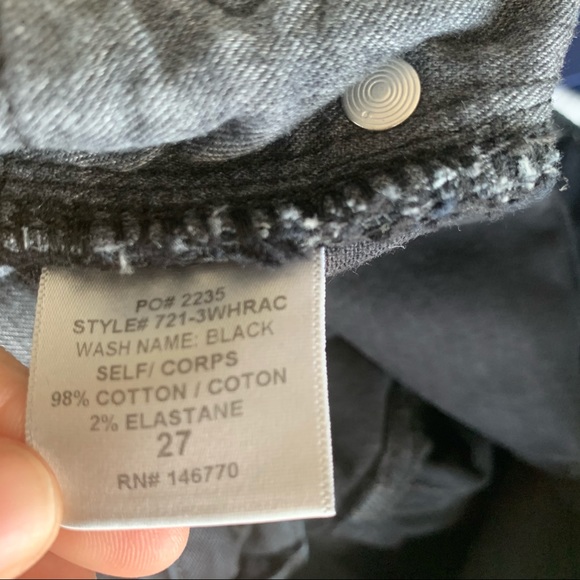 PO# 2235
STYLE# 721-3WHRAC
WASH NAME: BLACK
SELF/ CORPS
98% COTTON / COTON
2% ELASTANE
27
RN# 146770